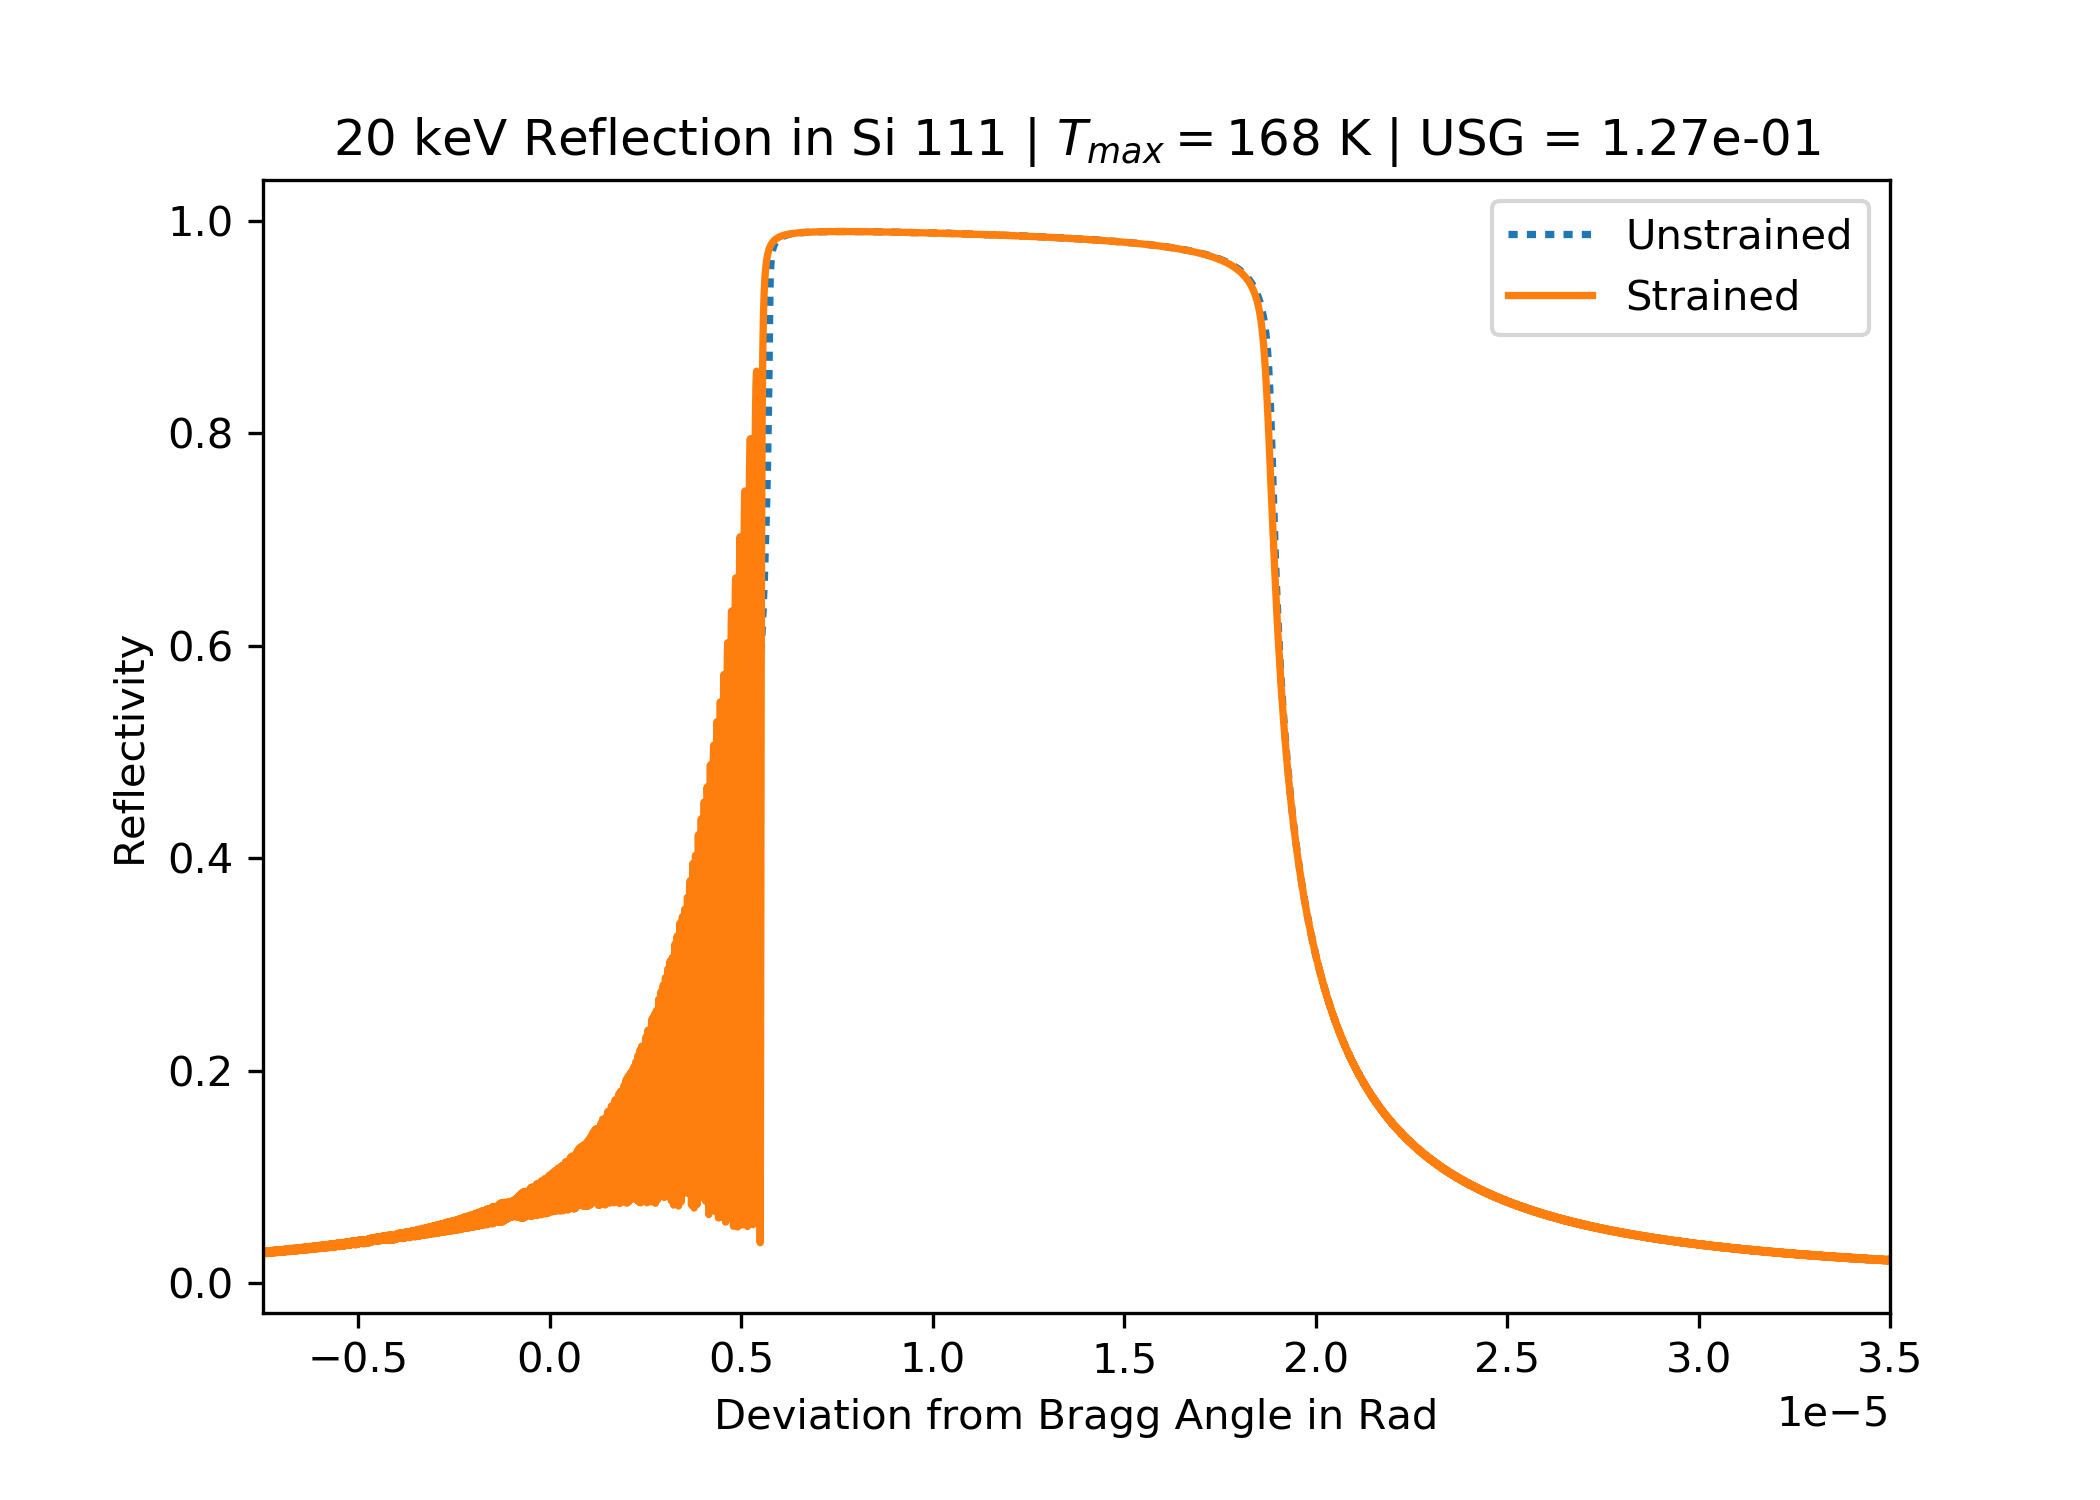 20 keV Reflection in Si 111 | T_max = 168 K | USG = 1.27e-01
Unstrained
Strained
Reflectivity
1.0
0.8
0.6
0.4
0.2
0.0
−0.5 0.0 0.5 1.0 1.5 2.0 2.5 3.0 3.5
1e−5
Deviation from Bragg Angle in Rad